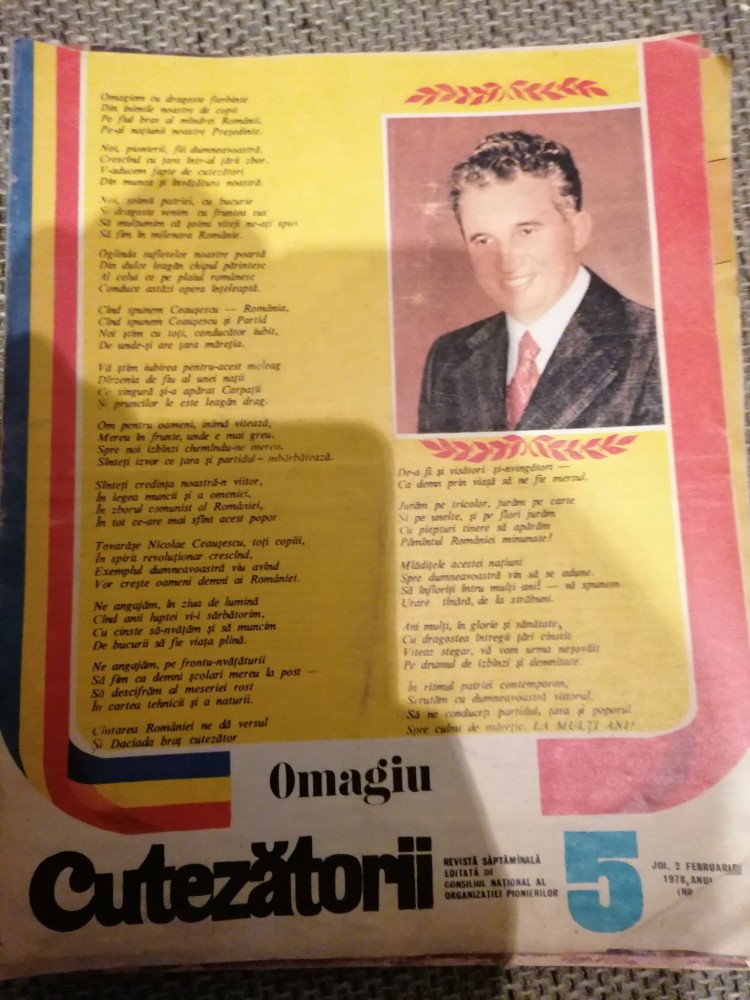 Omagiem cu dragoste fierbinte
Din inimile noastre de copii
Pe fiul brav al mîndrei Românii,
Pe-al națiunii noastre Președinte.
Noi, pionierii, fiii dumneavoastră,
Crescînd cu țara într-al țării zbor,
V-aducem fapte de cutezători
Din munca și învățătura noastră.
Noi, șoimii patriei, cu bucurie
Și dragoste venim cu fruntea sus
Să mulțumim că șoimi viteji ne-ați spus
Să fim în milenara Românie.
Oglinda sufletelor noastre poartă
Din dulce leagăn chipul părintesc
Al celui ce pe plaiul românesc
Conduce astăzi opera înțeleaptă.
Cînd spunem Ceaușescu — România,
Cînd spunem Ceaușescu și Partid
Noi știm cu toți, conducător iubit,
De unde-și are țara măreția.
Vă știm iubirea pentru-acest meleag
Dîrzenia de fiu al unei nații
Ce singură și-a apărat Carpații
Și pruncilor le este leagăn drag.
Om pentru oameni, inimă vitează,
Mereu în frunte, unde e mai greu,
Spre noi izbînzi chemîndu-ne mereu,
Sînteți izvor ce țara și partidul - mbărbătează.
Sînteți credința noastră-n viitor,
În legea muncii și a omeniei,
În zborul comunist al României,
În tot ce-are mai sfînt acest popor.
Tovarășe Nicolae Ceaușescu, toți copiii,
În spirit revoluționar crescînd,
Exemplul dumneavoastră viu avînd
Vor crește oameni demni ai României.
Ne angajăm, în ziua de lumină
Cînd anii luptei vi-i sărbătorim,
Cu cinste să-nvățăm și să muncim
De bucurii să fie viața plină.
Ne angajăm, pe frontu-nvățăturii
Să fim ca demni școlari mereu la post —
Să descifrăm al meseriei rost
În cartea tehnicii și a naturii.
Cîntarea României ne dă versul
Și Daciada braț cutezător
De-a fi și visători și-nvingători —
Ca demn prin viață să ne fie mersul.
Jurăm pe tricolor, jurăm pe carte
Și pe unelte, și pe flori jurăm
Cu piepturi tinere să apărăm
Pămîntul României minunate!
Mlădițele acestei națiuni
Spre dumneavoastră vin să se adune
Să înfloriți întru mulți ani! — vă spunem
Urare tînără, de la străbuni.
Ani mulți, în glorie și sănătate,
Cu dragostea întregii țări cinstit
Viteaz stegar, vă vom urma neșovăit
Pe drumul de izbînzi și demnitate.
În ritmul patriei contemporan,
Scrutăm cu dumneavoastră viitorul,
Să ne conduceți partidul, țara și poporul
Spre culmi de măreție. LA MULȚI ANI!
Omagiu
Cutezătorii
REVISTĂ SĂPTĂMÎNALĂ
EDITATĂ DE
CONSILIUL NAȚIONAL AL
ORGANIZAȚIEI PIONIERILOR
5
JOI, 2 FEBRUARIE
1978, ANUL
(NR